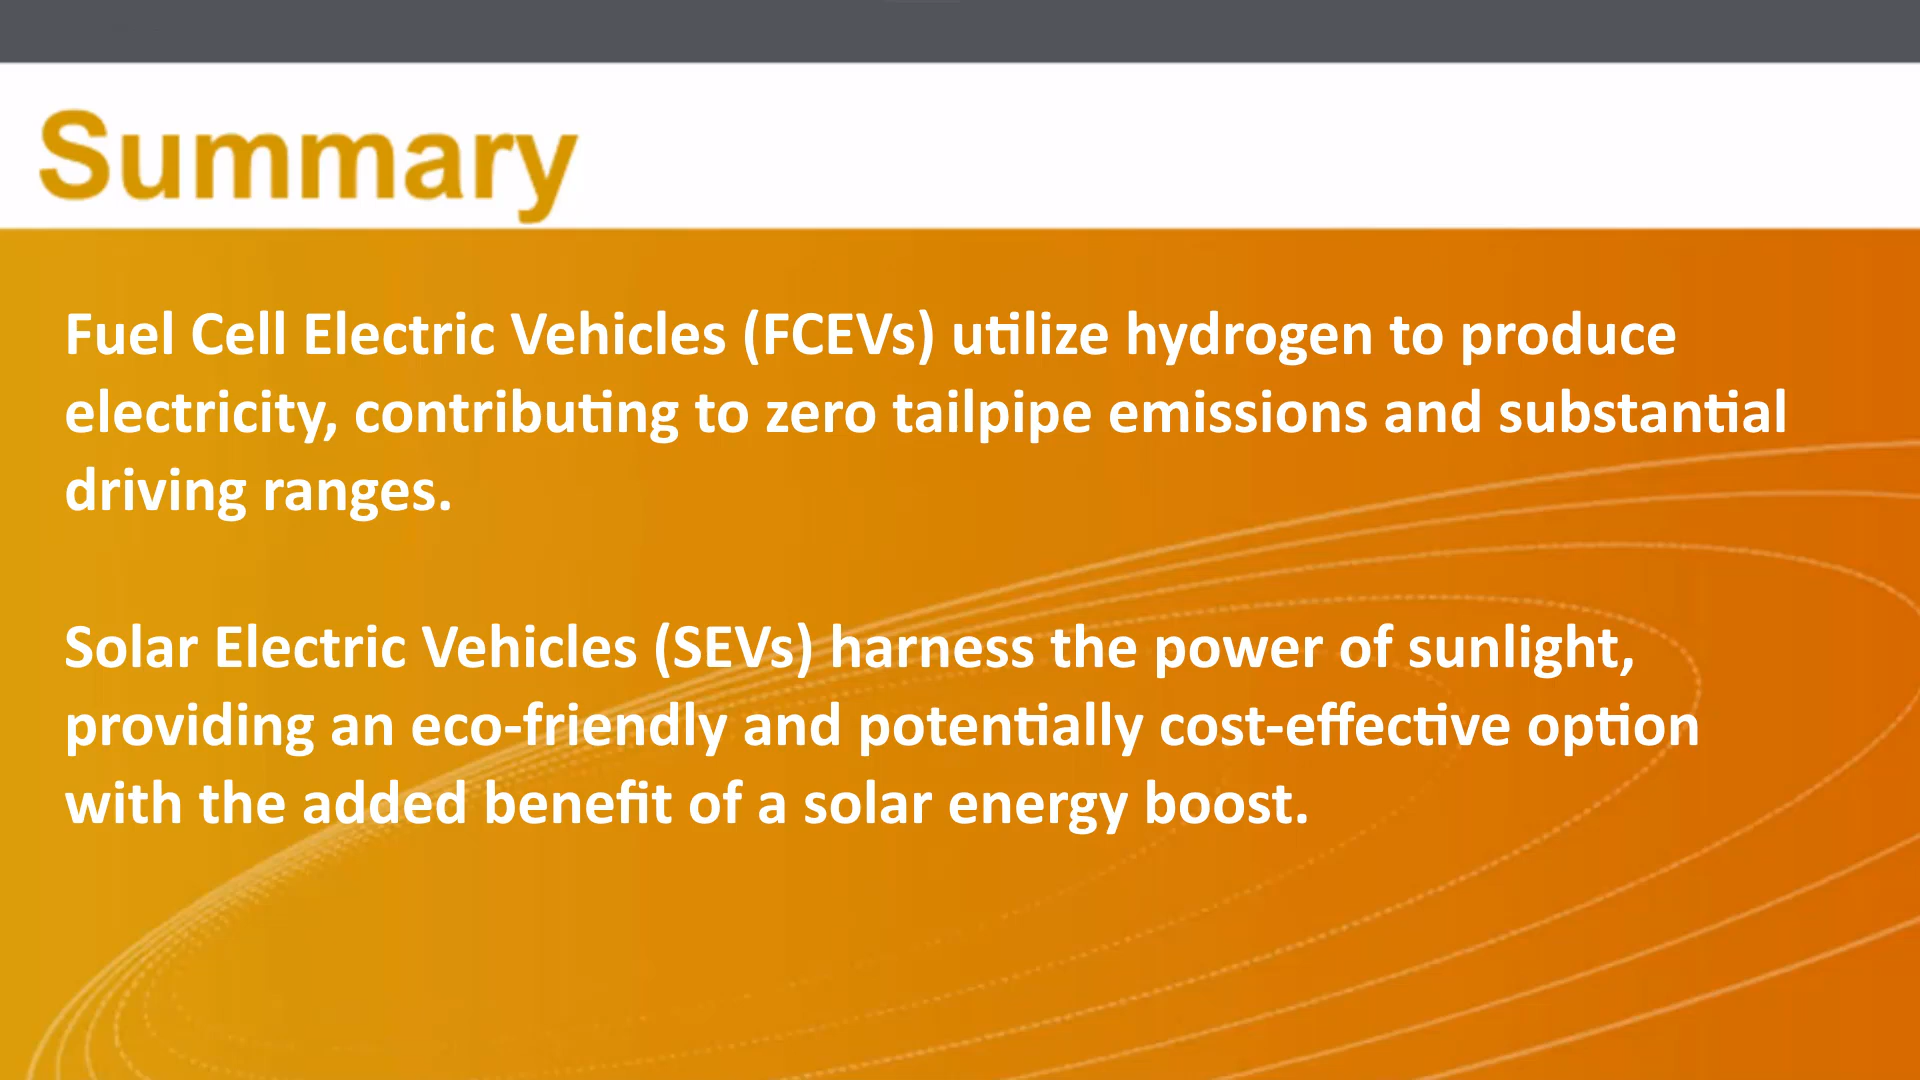 Summary
Fuel Cell Electric Vehicles (FCEVs) utilize hydrogen to produce
electricity, contributing to zero tailpipe emissions and substantial
driving ranges.
Solar Electric Vehicles (SEVs) harness the power of sunlight,
providing an eco-friendly and potentially cost-effective option
with the added benefit of a solar energy boost.